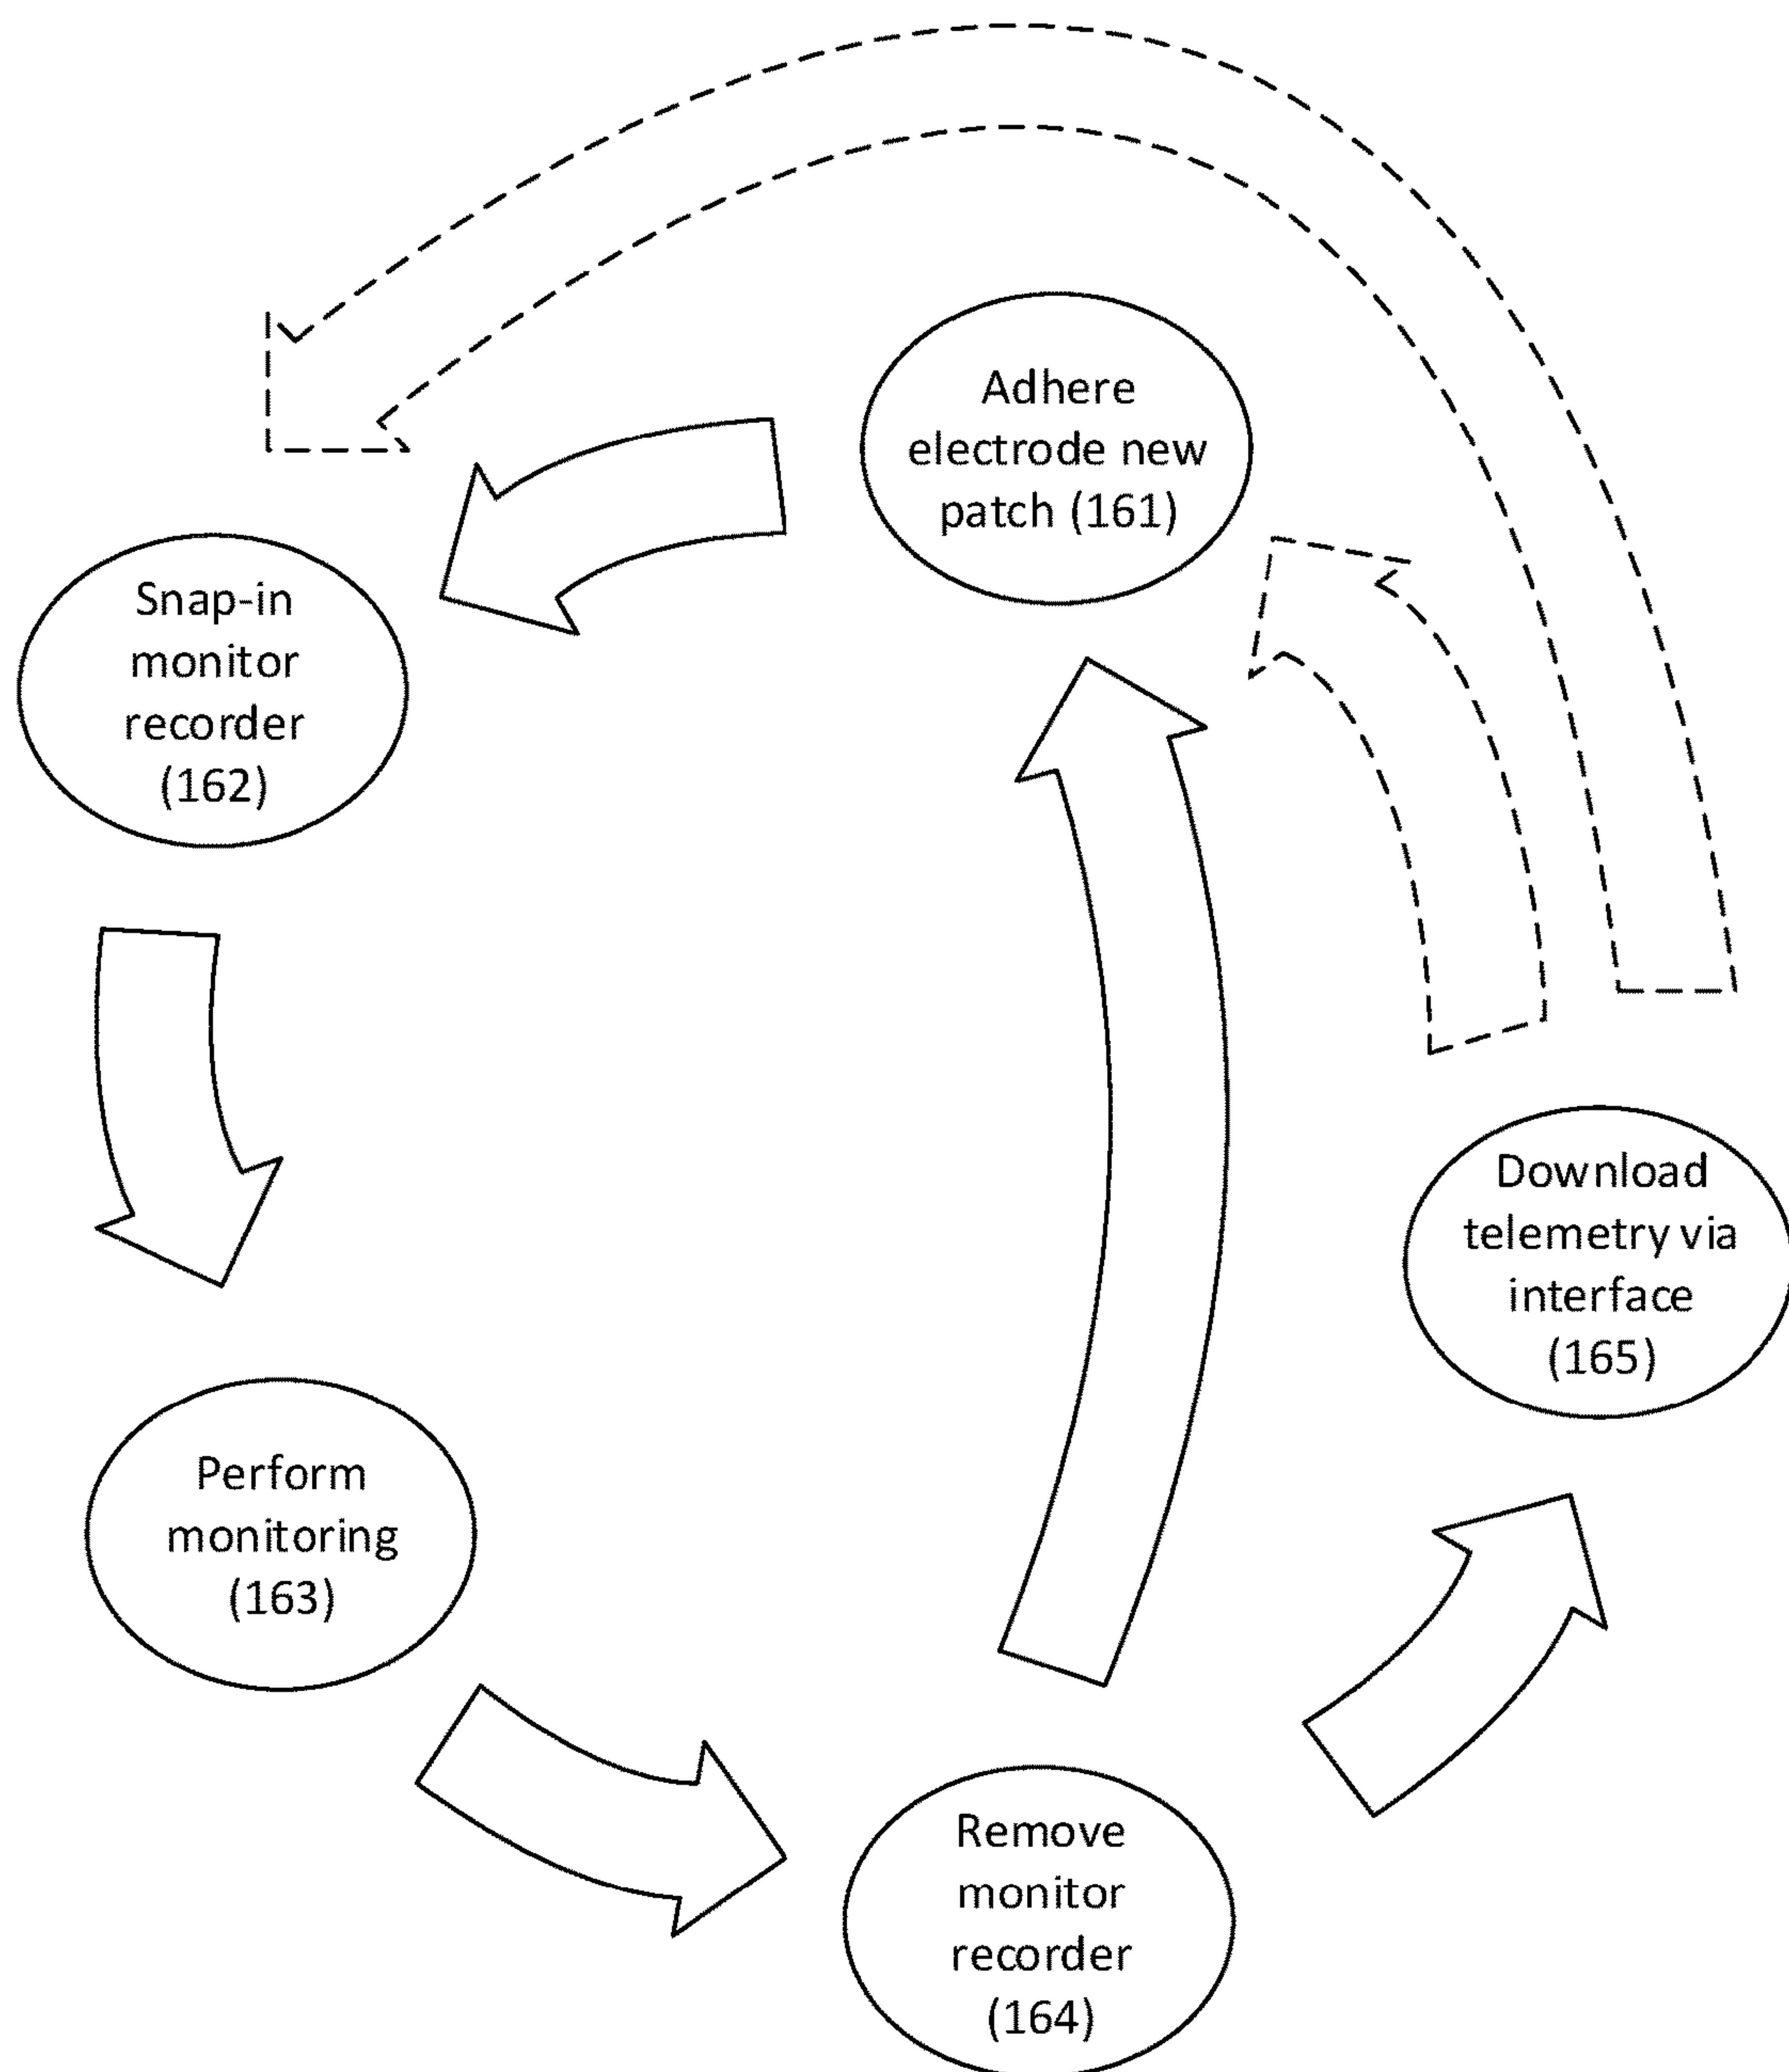 Adhere
electrode new
patch (161)
Snap-in
monitor
recorder
(162)
Perform
monitoring
(163)
Remove
monitor
recorder
(164)
Download
telemetry via
interface
(165)